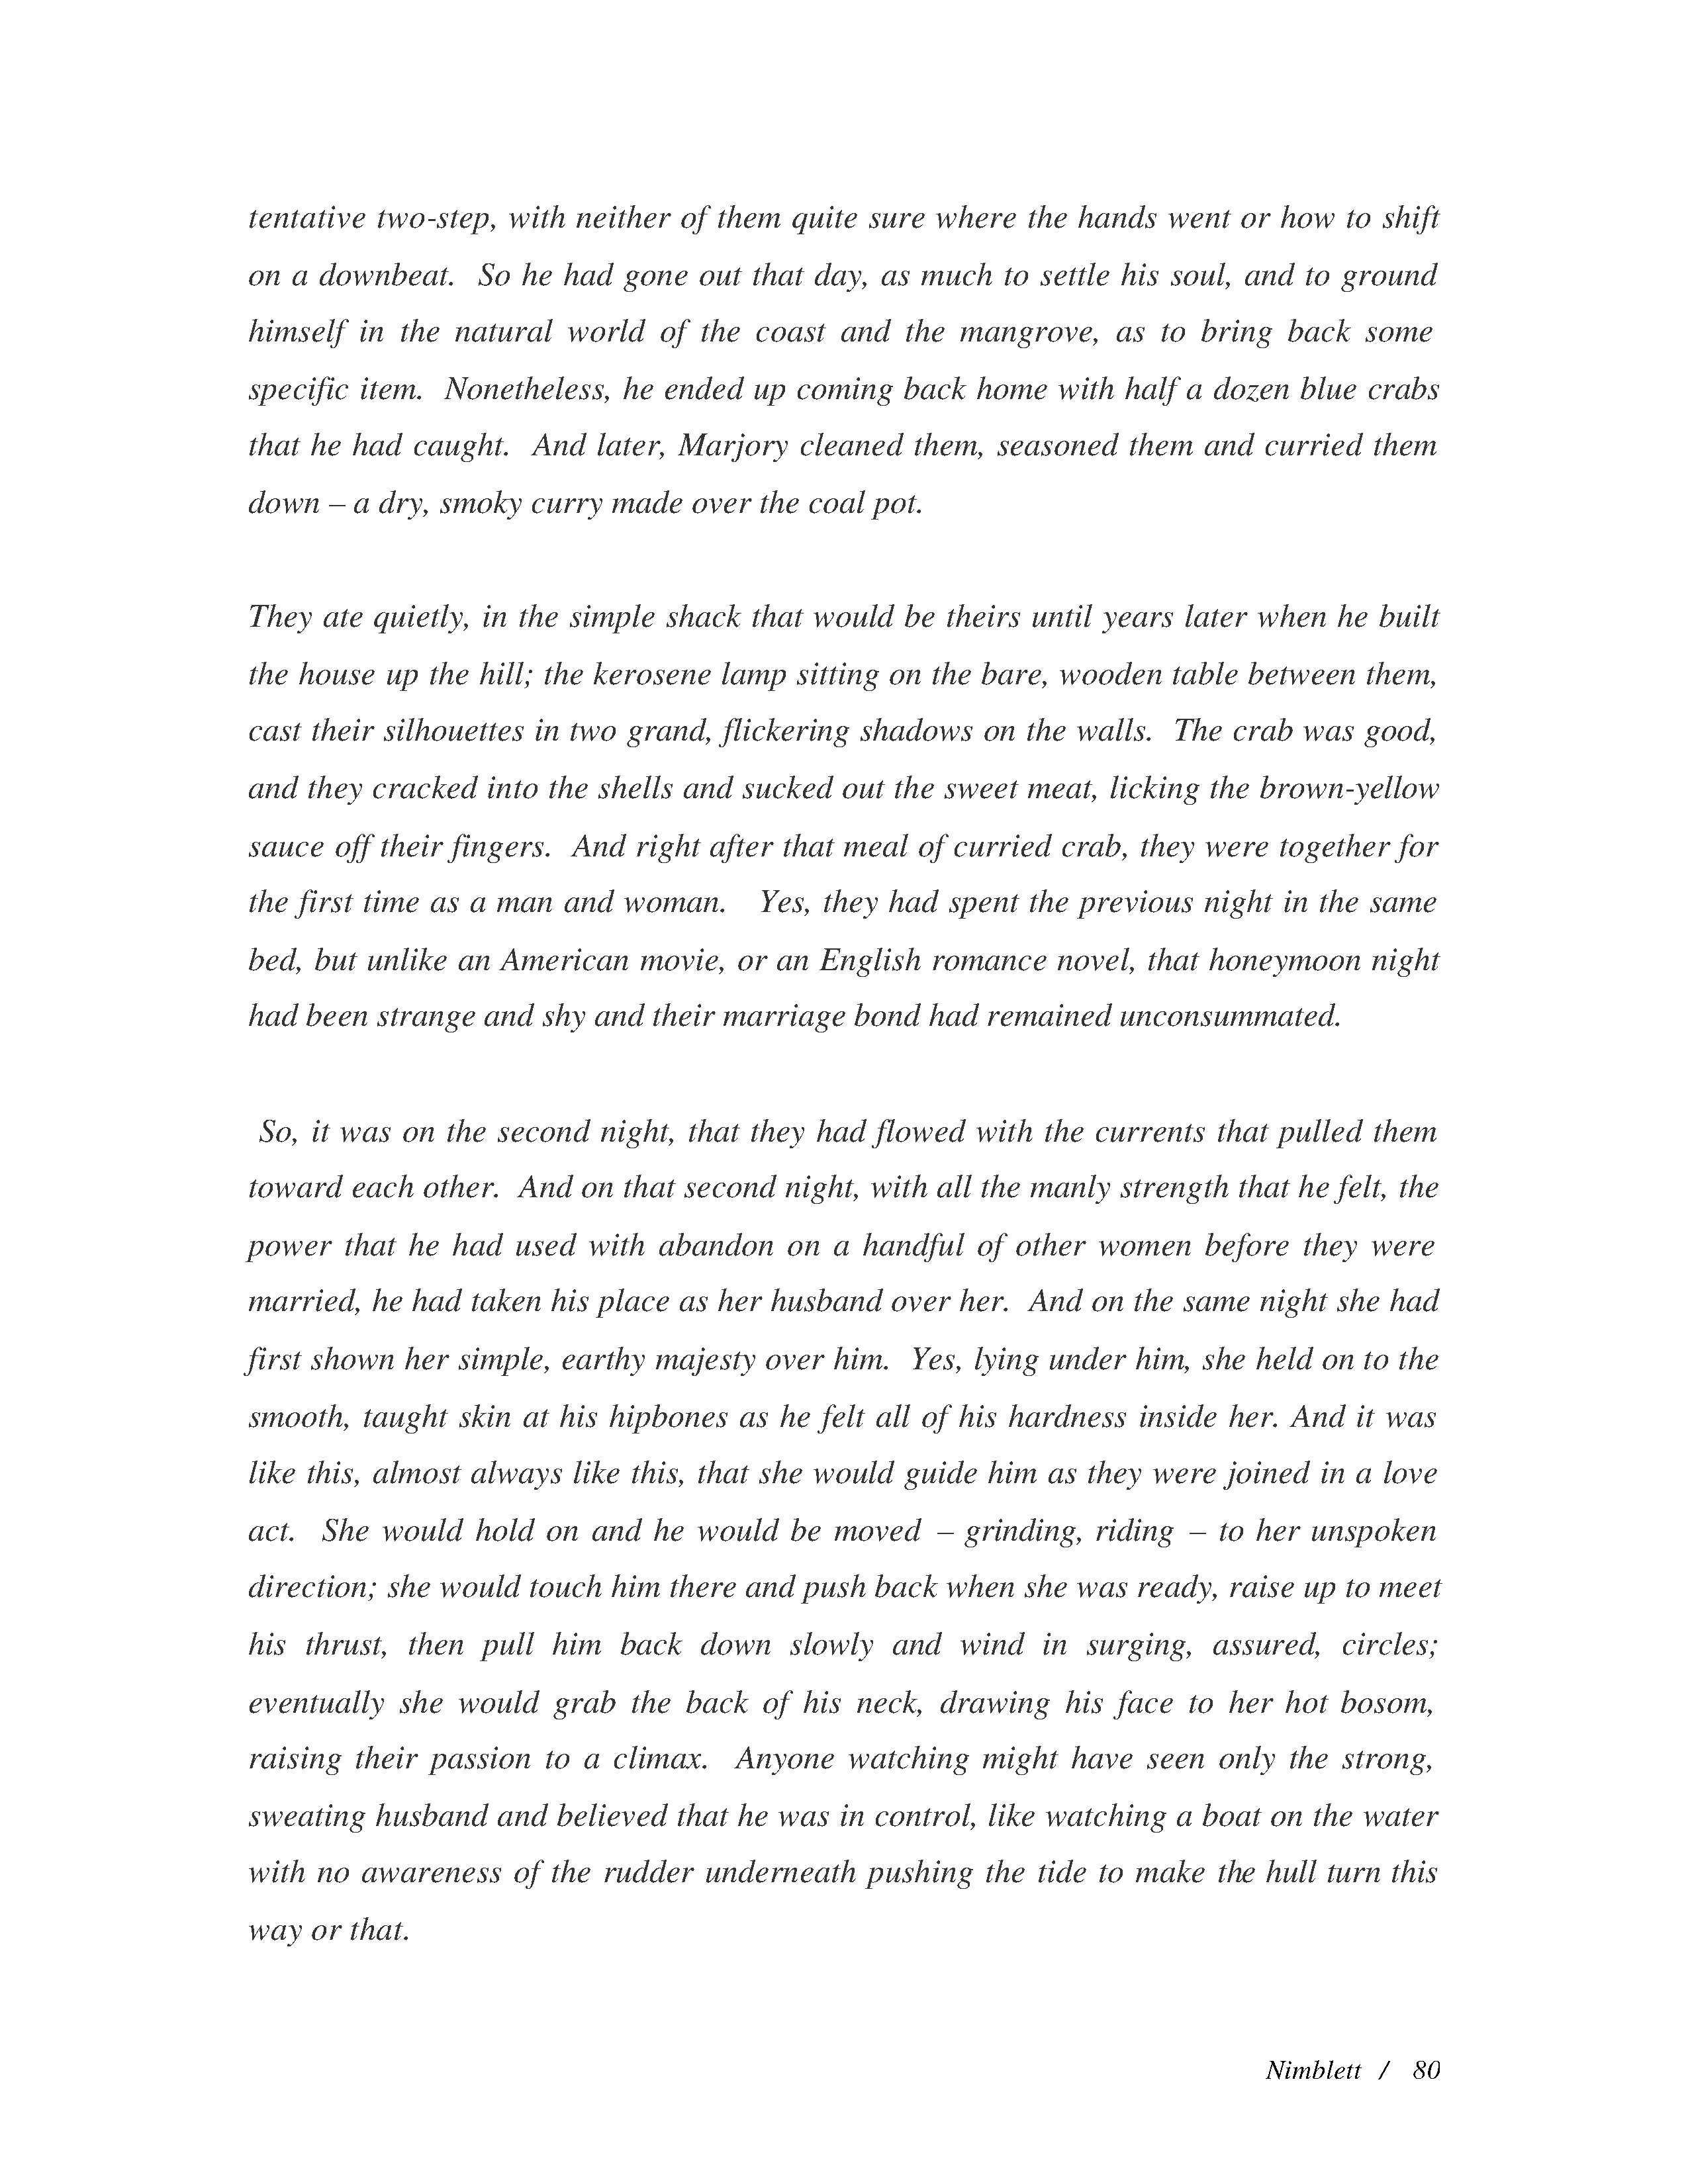 tentative two-step, with neither of them quite sure where the hands went or how to shift
on a downbeat.  So he had gone out that day, as much to settle his soul, and to ground
himself in the natural world of the coast and the mangrove, as to bring back some
specific item.  Nonetheless, he ended up coming back home with half a dozen blue crabs
that he had caught.  And later, Marjory cleaned them, seasoned them and curried them
down – a dry, smoky curry made over the coal pot.

They ate quietly, in the simple shack that would be theirs until years later when he built
the house up the hill; the kerosene lamp sitting on the bare, wooden table between them,
cast their silhouettes in two grand, flickering shadows on the walls.  The crab was good,
and they cracked into the shells and sucked out the sweet meat, licking the brown-yellow
sauce off their fingers.  And right after that meal of curried crab, they were together for
the first time as a man and woman.   Yes, they had spent the previous night in the same
bed, but unlike an American movie, or an English romance novel, that honeymoon night
had been strange and shy and their marriage bond had remained unconsummated.

So, it was on the second night, that they had flowed with the currents that pulled them
toward each other.  And on that second night, with all the manly strength that he felt, the
power that he had used with abandon on a handful of other women before they were
married, he had taken his place as her husband over her.  And on the same night she had
first shown her simple, earthy majesty over him.  Yes, lying under him, she held on to the
smooth, taught skin at his hipbones as he felt all of his hardness inside her. And it was
like this, almost always like this, that she would guide him as they were joined in a love
act.  She would hold on and he would be moved – grinding, riding – to her unspoken
direction; she would touch him there and push back when she was ready, raise up to meet
his thrust, then pull him back down slowly and wind in surging, assured, circles;
eventually she would grab the back of his neck, drawing his face to her hot bosom,
raising their passion to a climax.  Anyone watching might have seen only the strong,
sweating husband and believed that he was in control, like watching a boat on the water
with no awareness of the rudder underneath pushing the tide to make the hull turn this
way or that.

Nimblett / 80